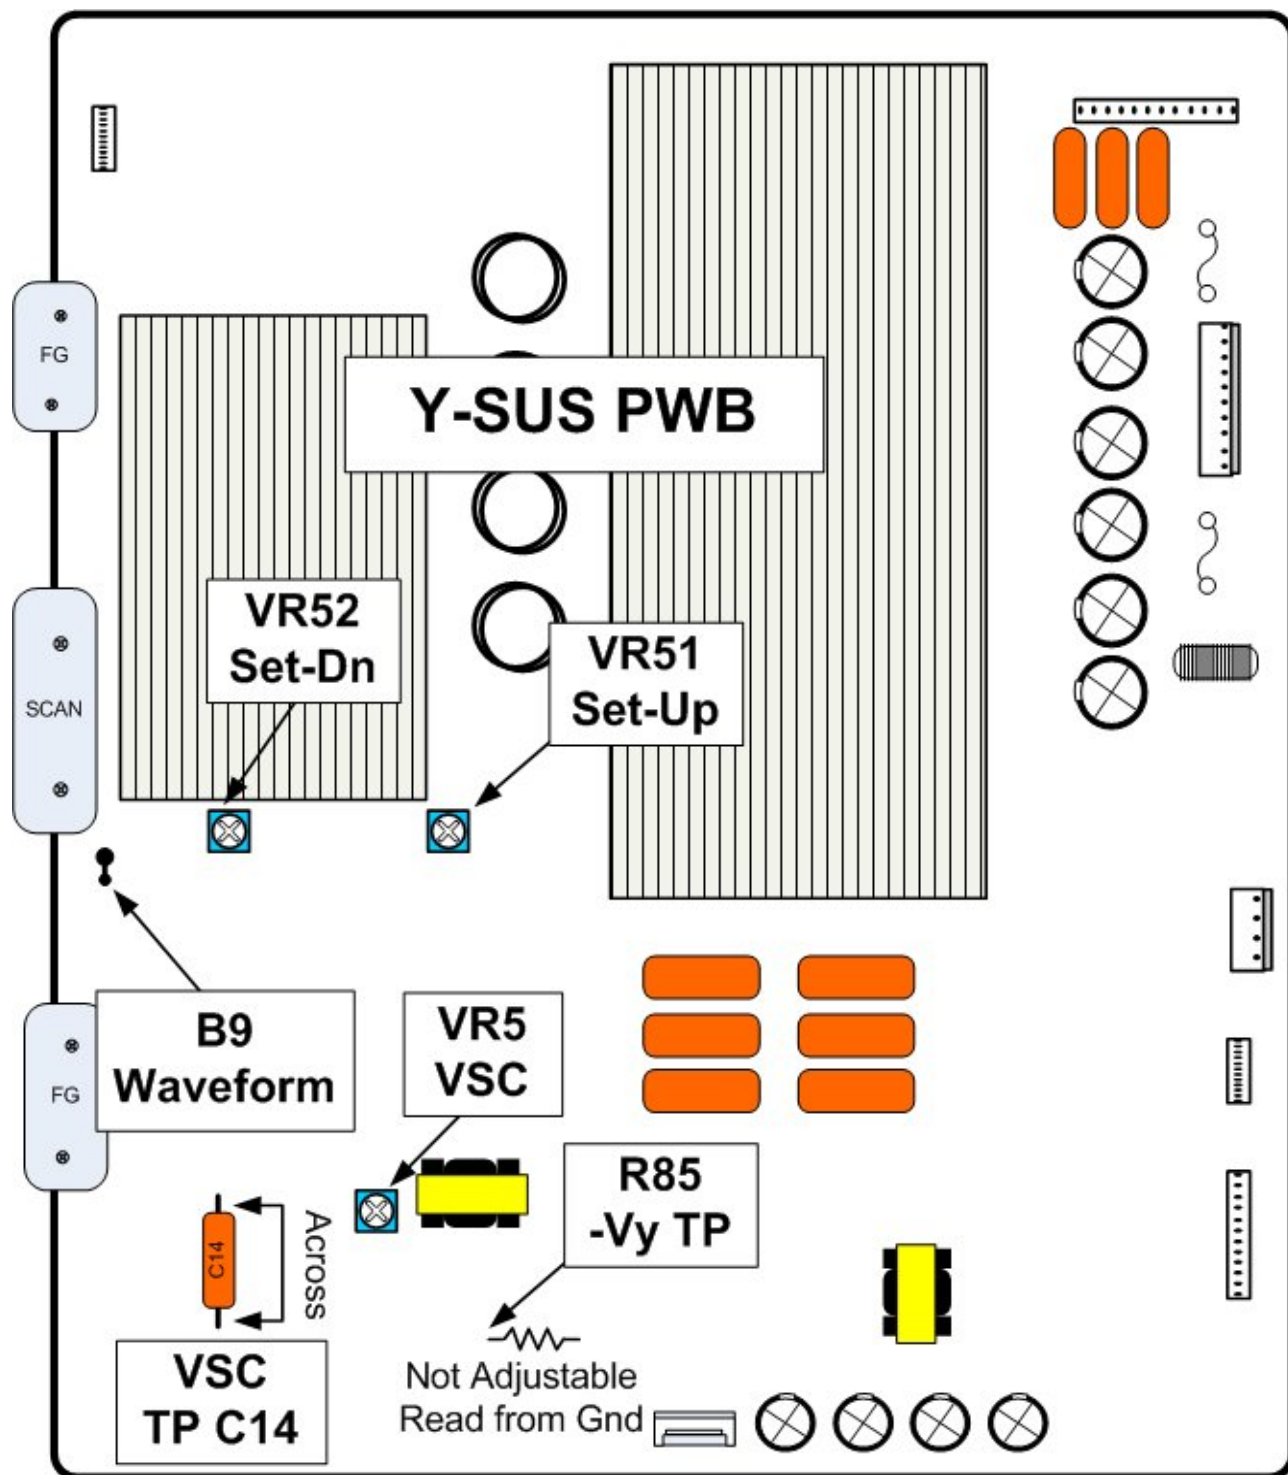 FG
Y-SUS PWB
VR52
Set-Dn
VR51
Set-Up
SCAN
B9
Waveform
VR5
VSC
FG
R85
-Vy TP
C14
Across
VSC
TP C14
Not Adjustable
Read from Gnd